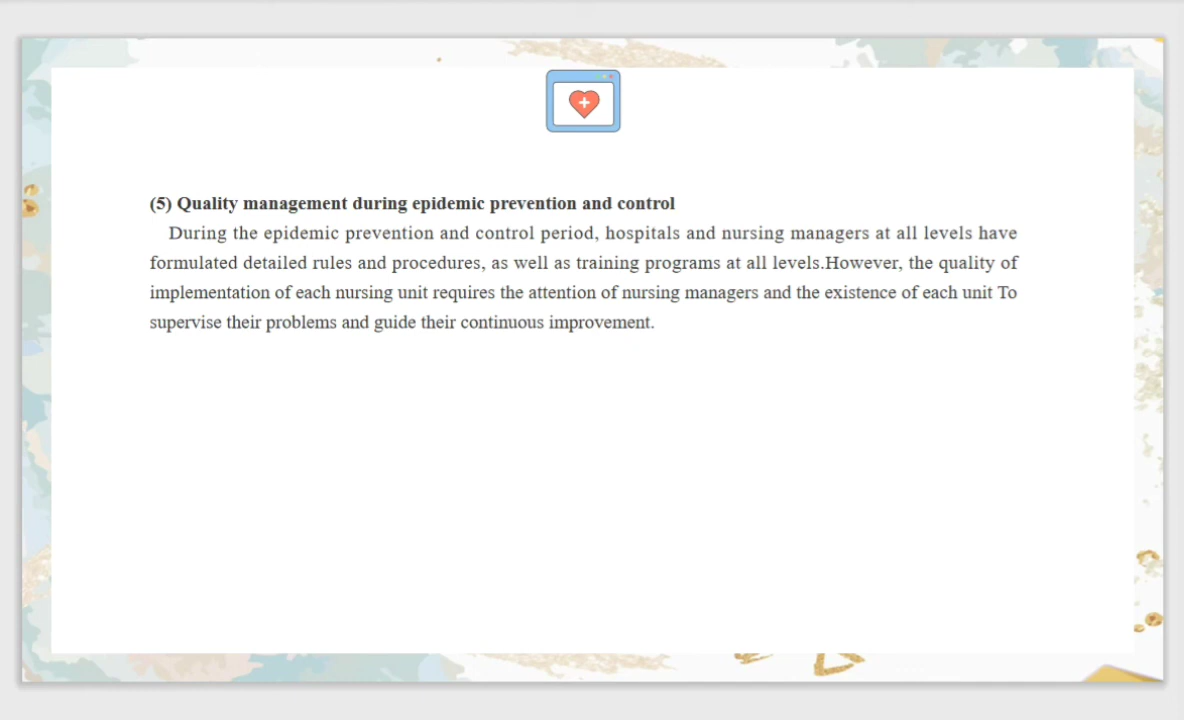 (5) Quality management during epidemic prevention and control
During the epidemic prevention and control period, hospitals and nursing managers at all levels have
formulated detailed rules and procedures, as well as training programs at all levels.However, the quality of
implementation of each nursing unit requires the attention of nursing managers and the existence of each unit To
supervise their problems and guide their continuous improvement.